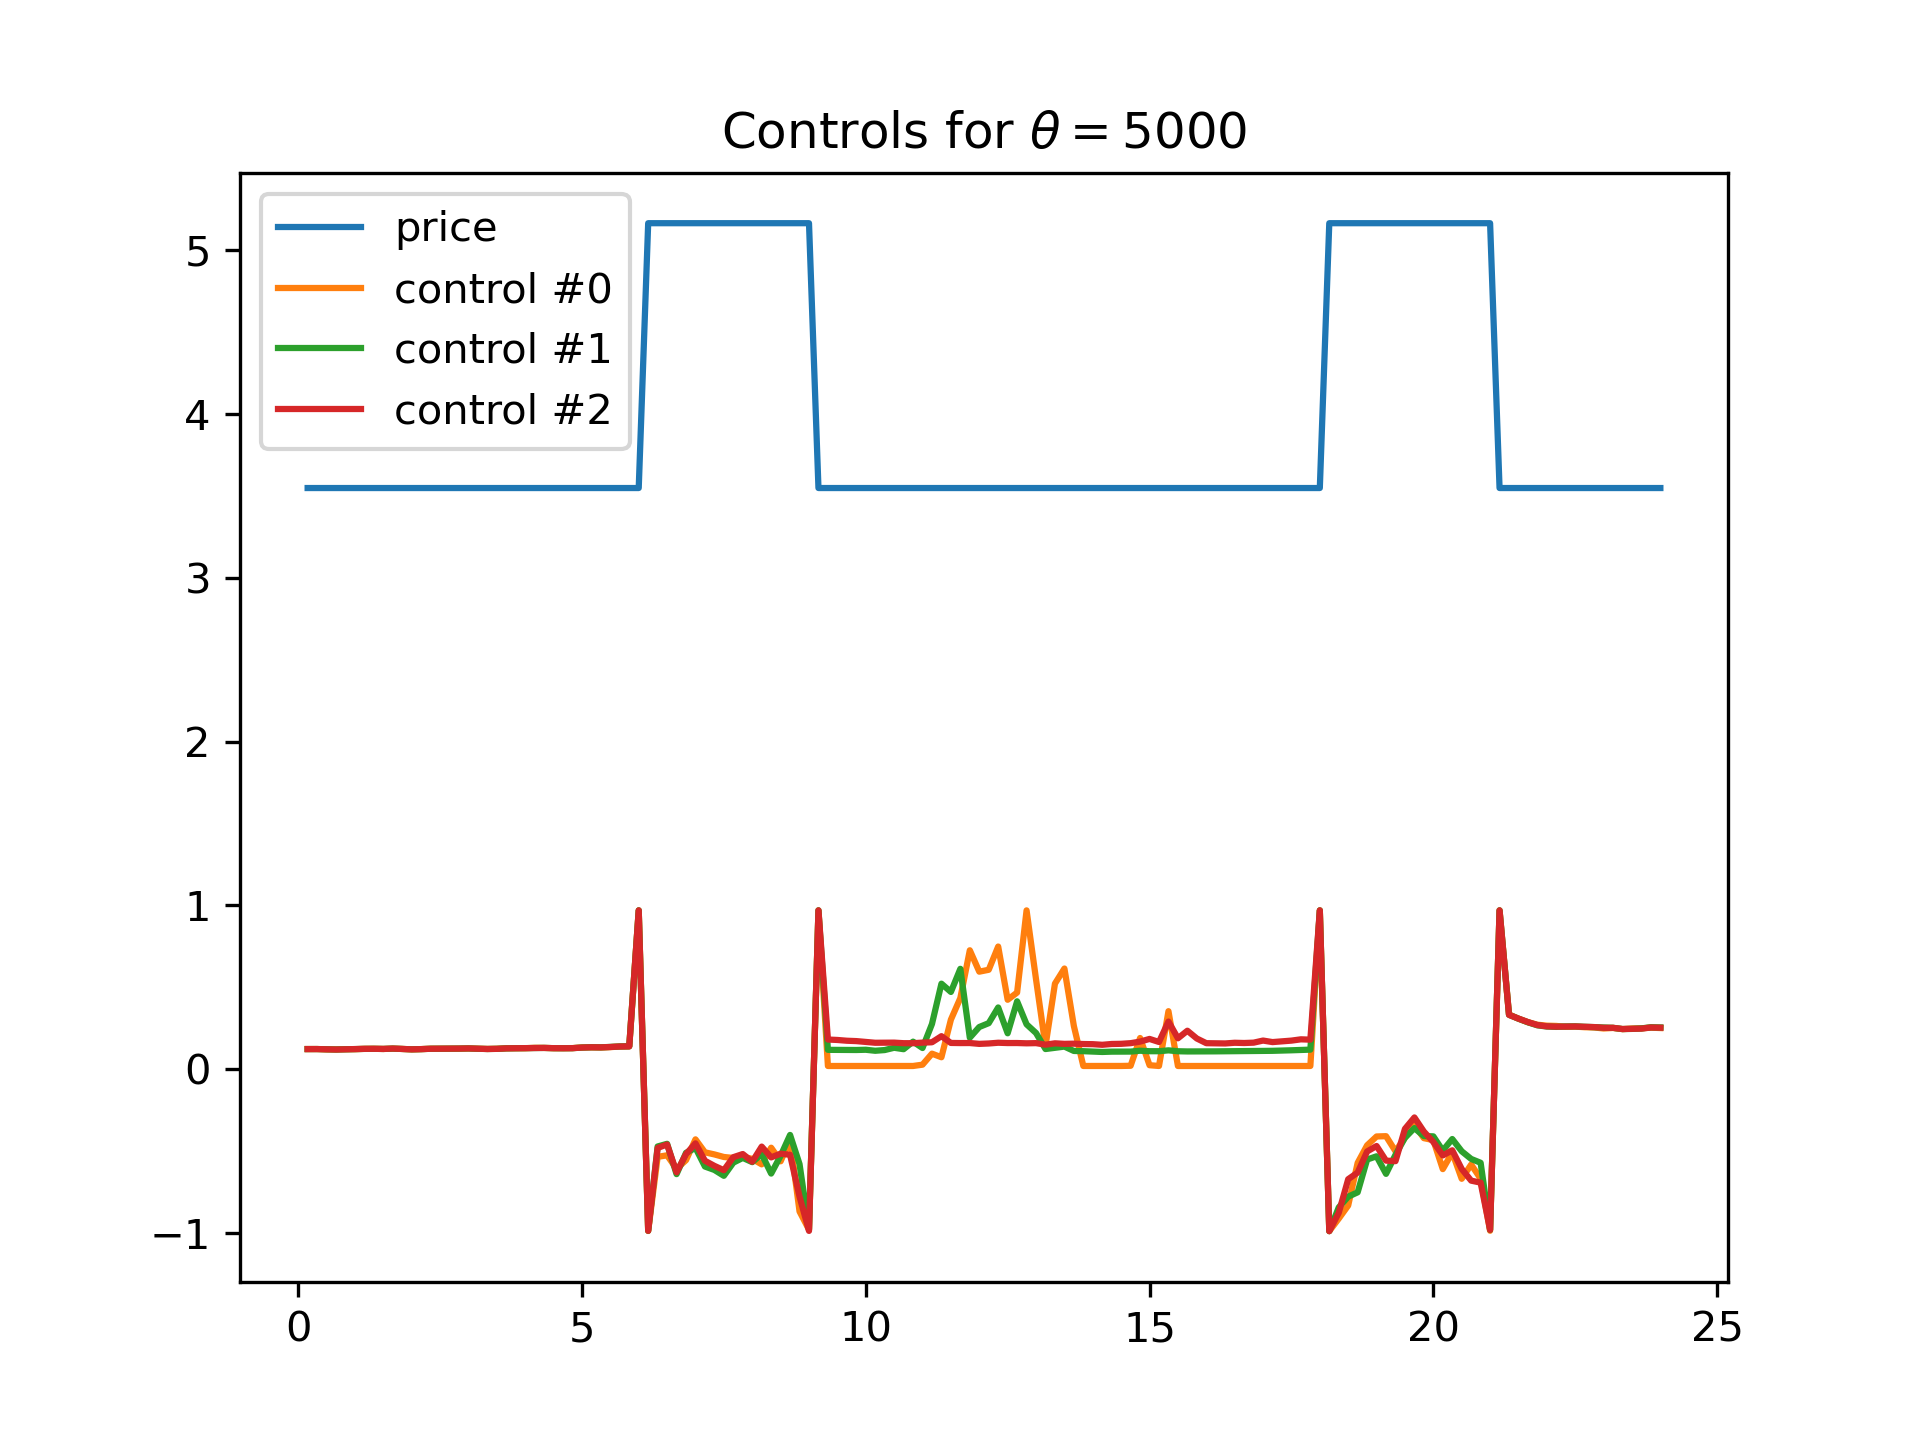 Controls for θ = 5000
price
control #0
control #1
control #2
5
4
3
2
1
0
−1
0 5 10 15 20 25